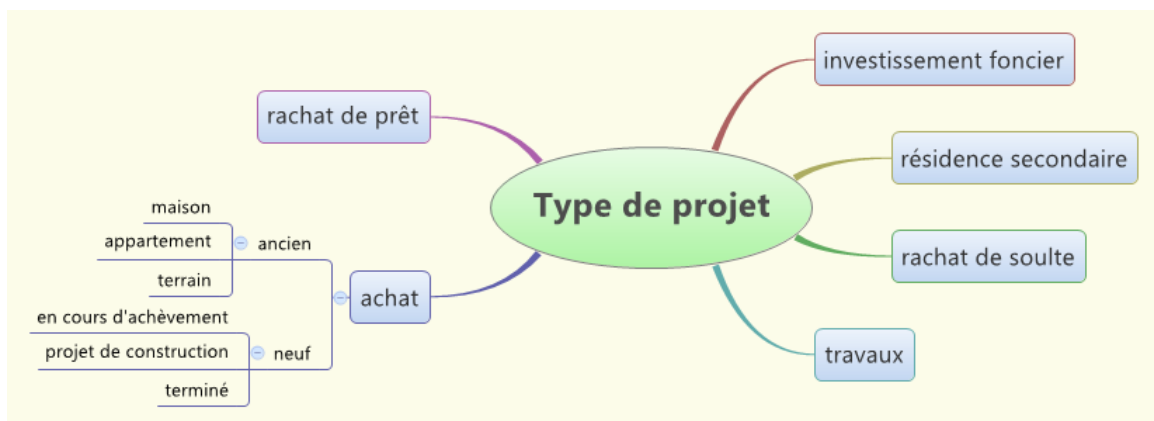 Type de projet
investissement foncier
résidence secondaire
rachat de soulte
travaux
rachat de prêt
achat
ancien
maison
appartement
terrain
neuf
en cours d'achèvement
projet de construction
terminé